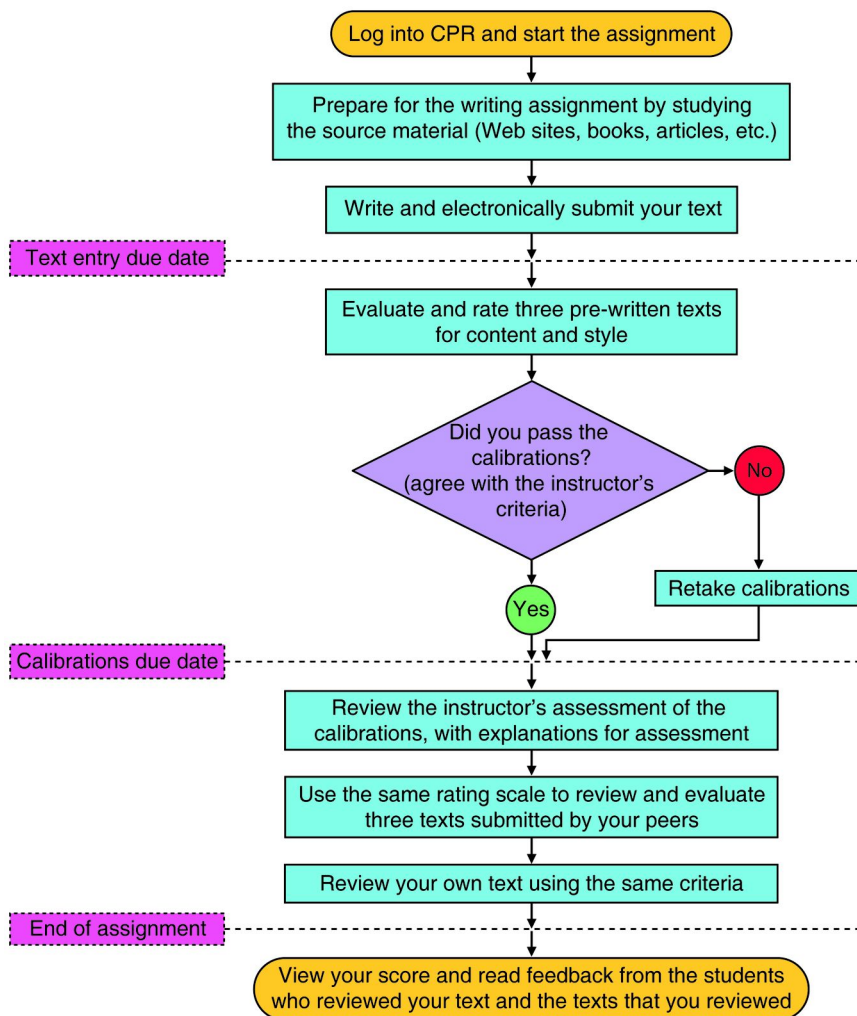 Log into CPR and start the assignment
Prepare for the writing assignment by studying
the source material (Web sites, books, articles, etc.)
Write and electronically submit your text
Text entry due date
Evaluate and rate three pre-written texts
for content and style
Did you pass the
calibrations?
(agree with the instructor’s
criteria)
No
Yes
Retake calibrations
Calibrations due date
Review the instructor’s assessment of the
calibrations, with explanations for assessment
Use the same rating scale to review and evaluate
three texts submitted by your peers
Review your own text using the same criteria
End of assignment
View your score and read feedback from the students
who reviewed your text and the texts that you reviewed